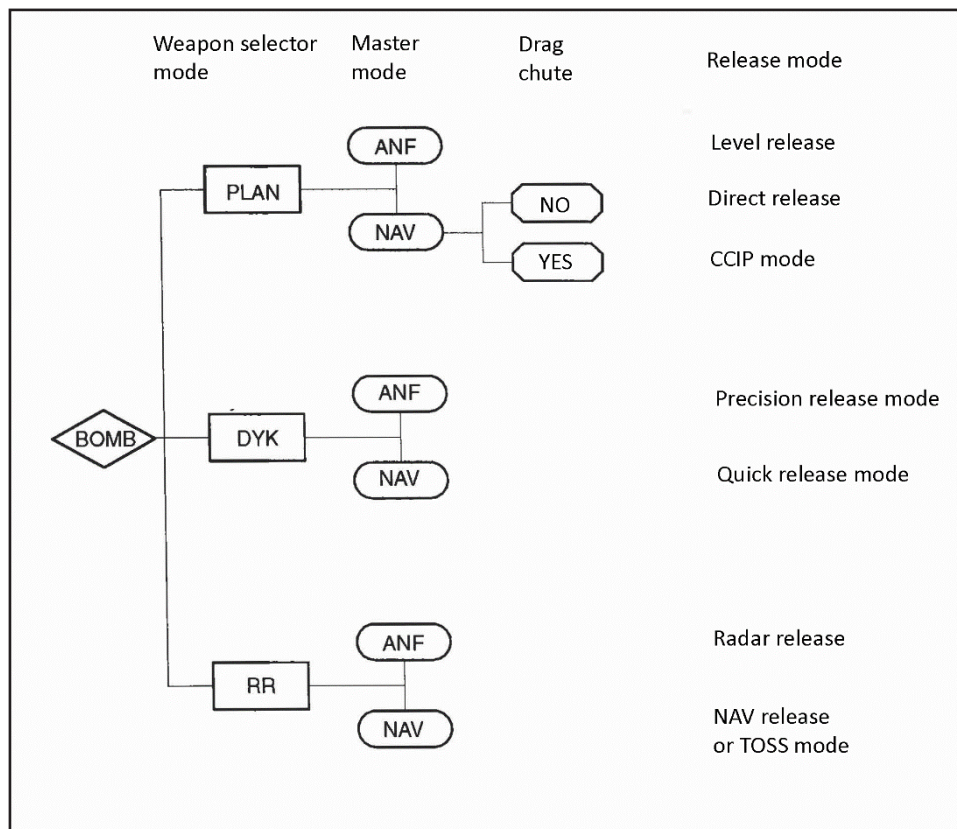 Weapon selector
mode
Master
mode
Drag
chute
Release mode
ANF
Level release
PLAN
NO
Direct release
NAV
YES
CCIP mode
ANF
Precision release mode
BOMB
DYK
NAV
Quick release mode
ANF
Radar release
RR
NAV
NAV release
or TOSS mode